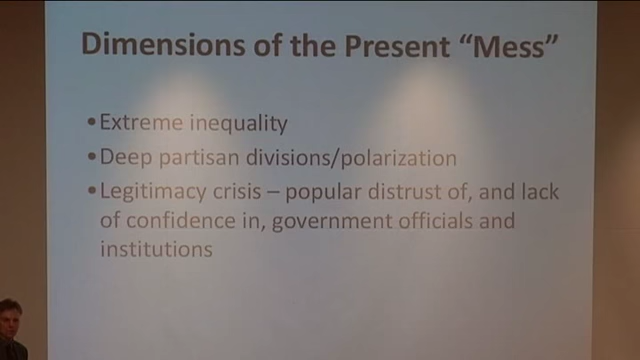 Dimensions of the Present “Mess”
•Extreme inequality
•Deep partisan divisions/polarization
•Legitimacy crisis – popular distrust of, and lack
of confidence in, government officials and
institutions